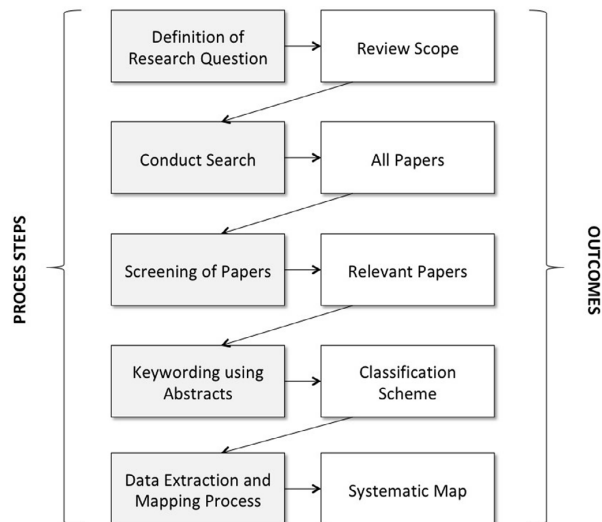 PROCES STEPS
Definition of
Research Question
Review Scope
Conduct Search
All Papers
Screening of Papers
Relevant Papers
Keywording using
Abstracts
Classification
Scheme
Data Extraction and
Mapping Process
Systematic Map
OUTCOMES